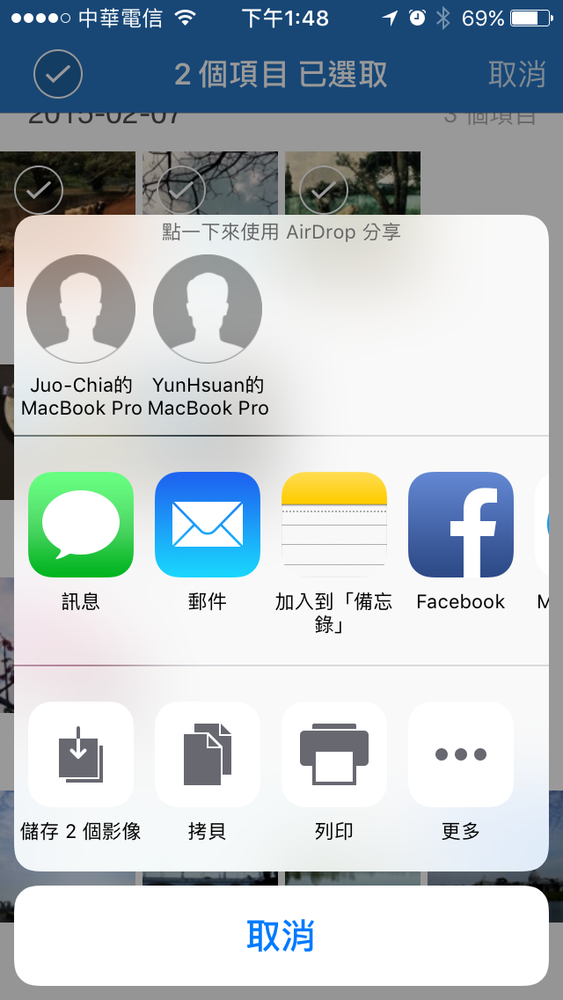 中華電信 下午1:48 69%
2 個項目 已選取 取消
2015-02-07 3 個項目
點一下來使用 AirDrop 分享
Juo-Chia的 YunHsuan的
MacBook Pro MacBook Pro
訊息 郵件 加入到「備忘 Facebook M
錄」
儲存 2 個影像 拷貝 列印 更多
取消